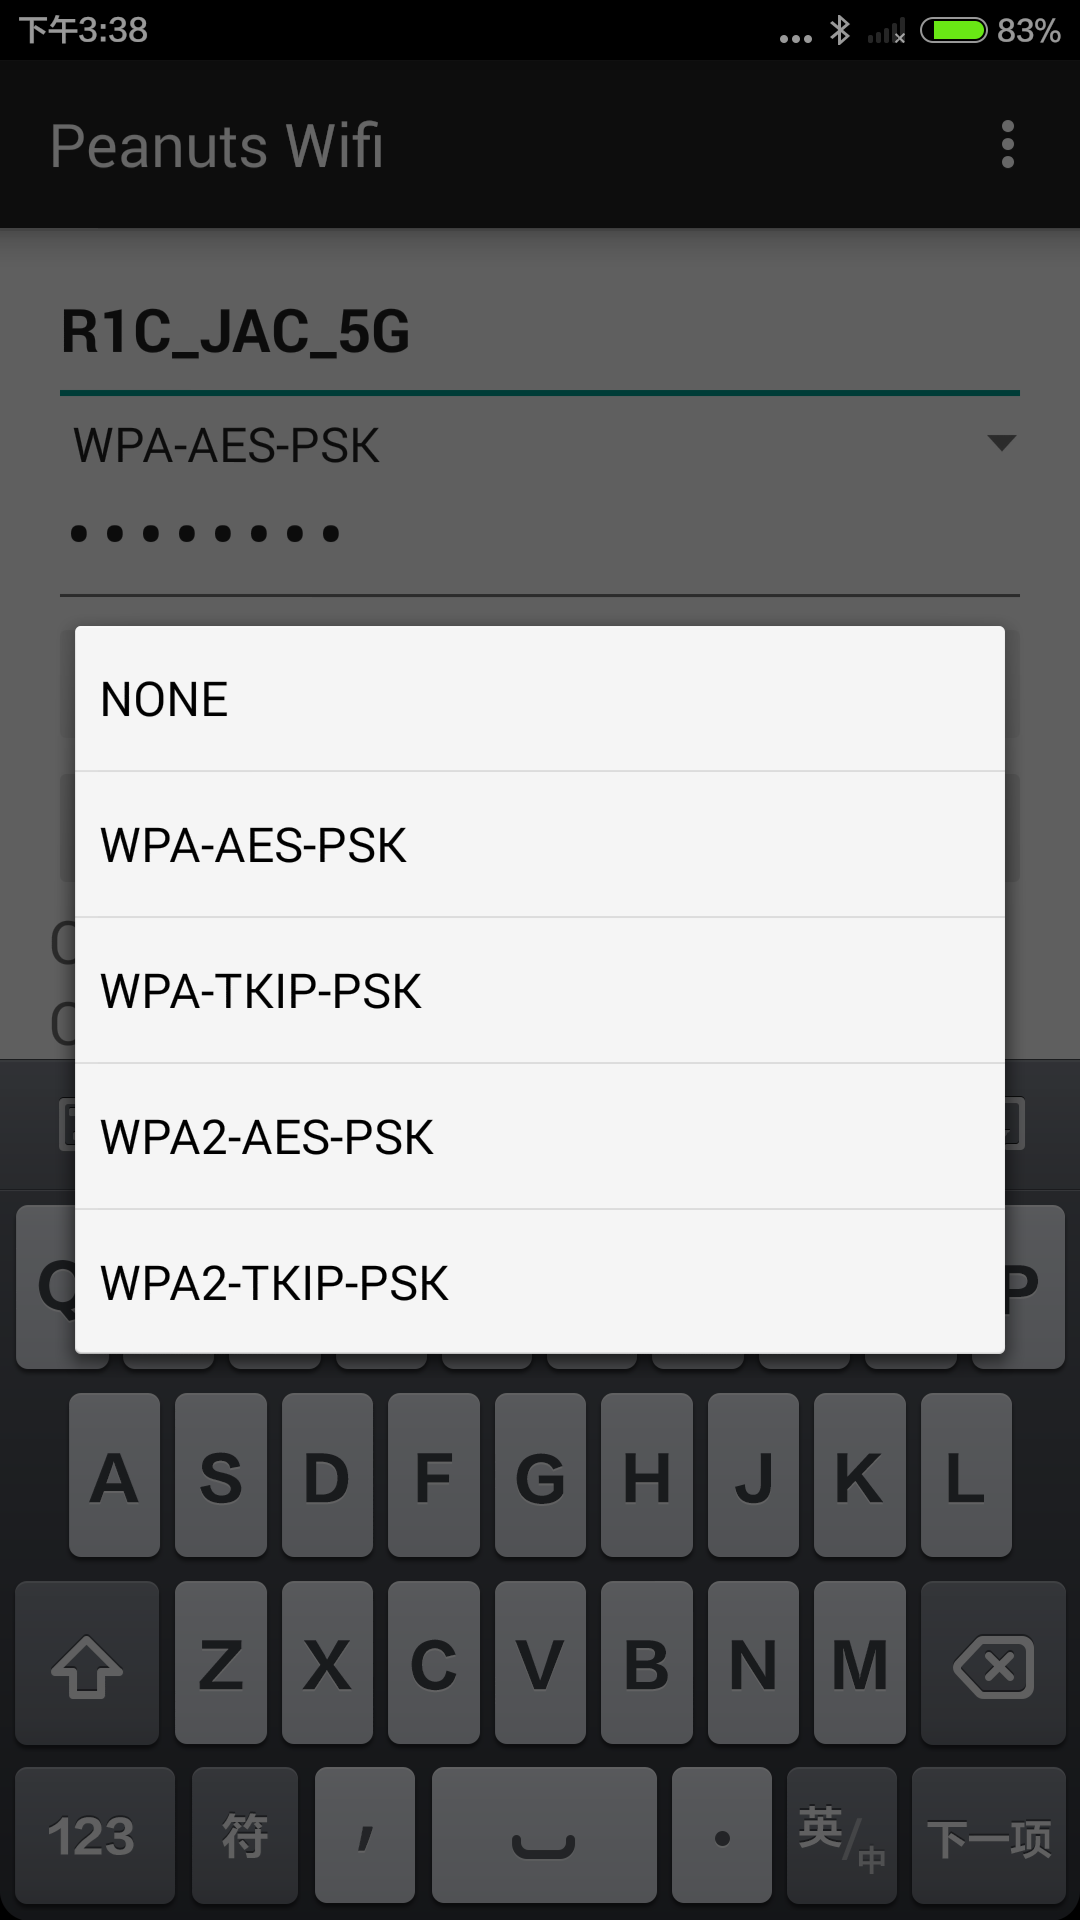 下午3:38
83%
Peanuts Wifi
R1C_JAC_5G
WPA-AES-PSK
NONE
WPA-AES-PSK
WPA-TKIP-PSK
WPA2-AES-PSK
WPA2-TKIP-PSK
Q P
A S D F G H J K L
Z X C V B N M
123 符 , . 英/中 下一项